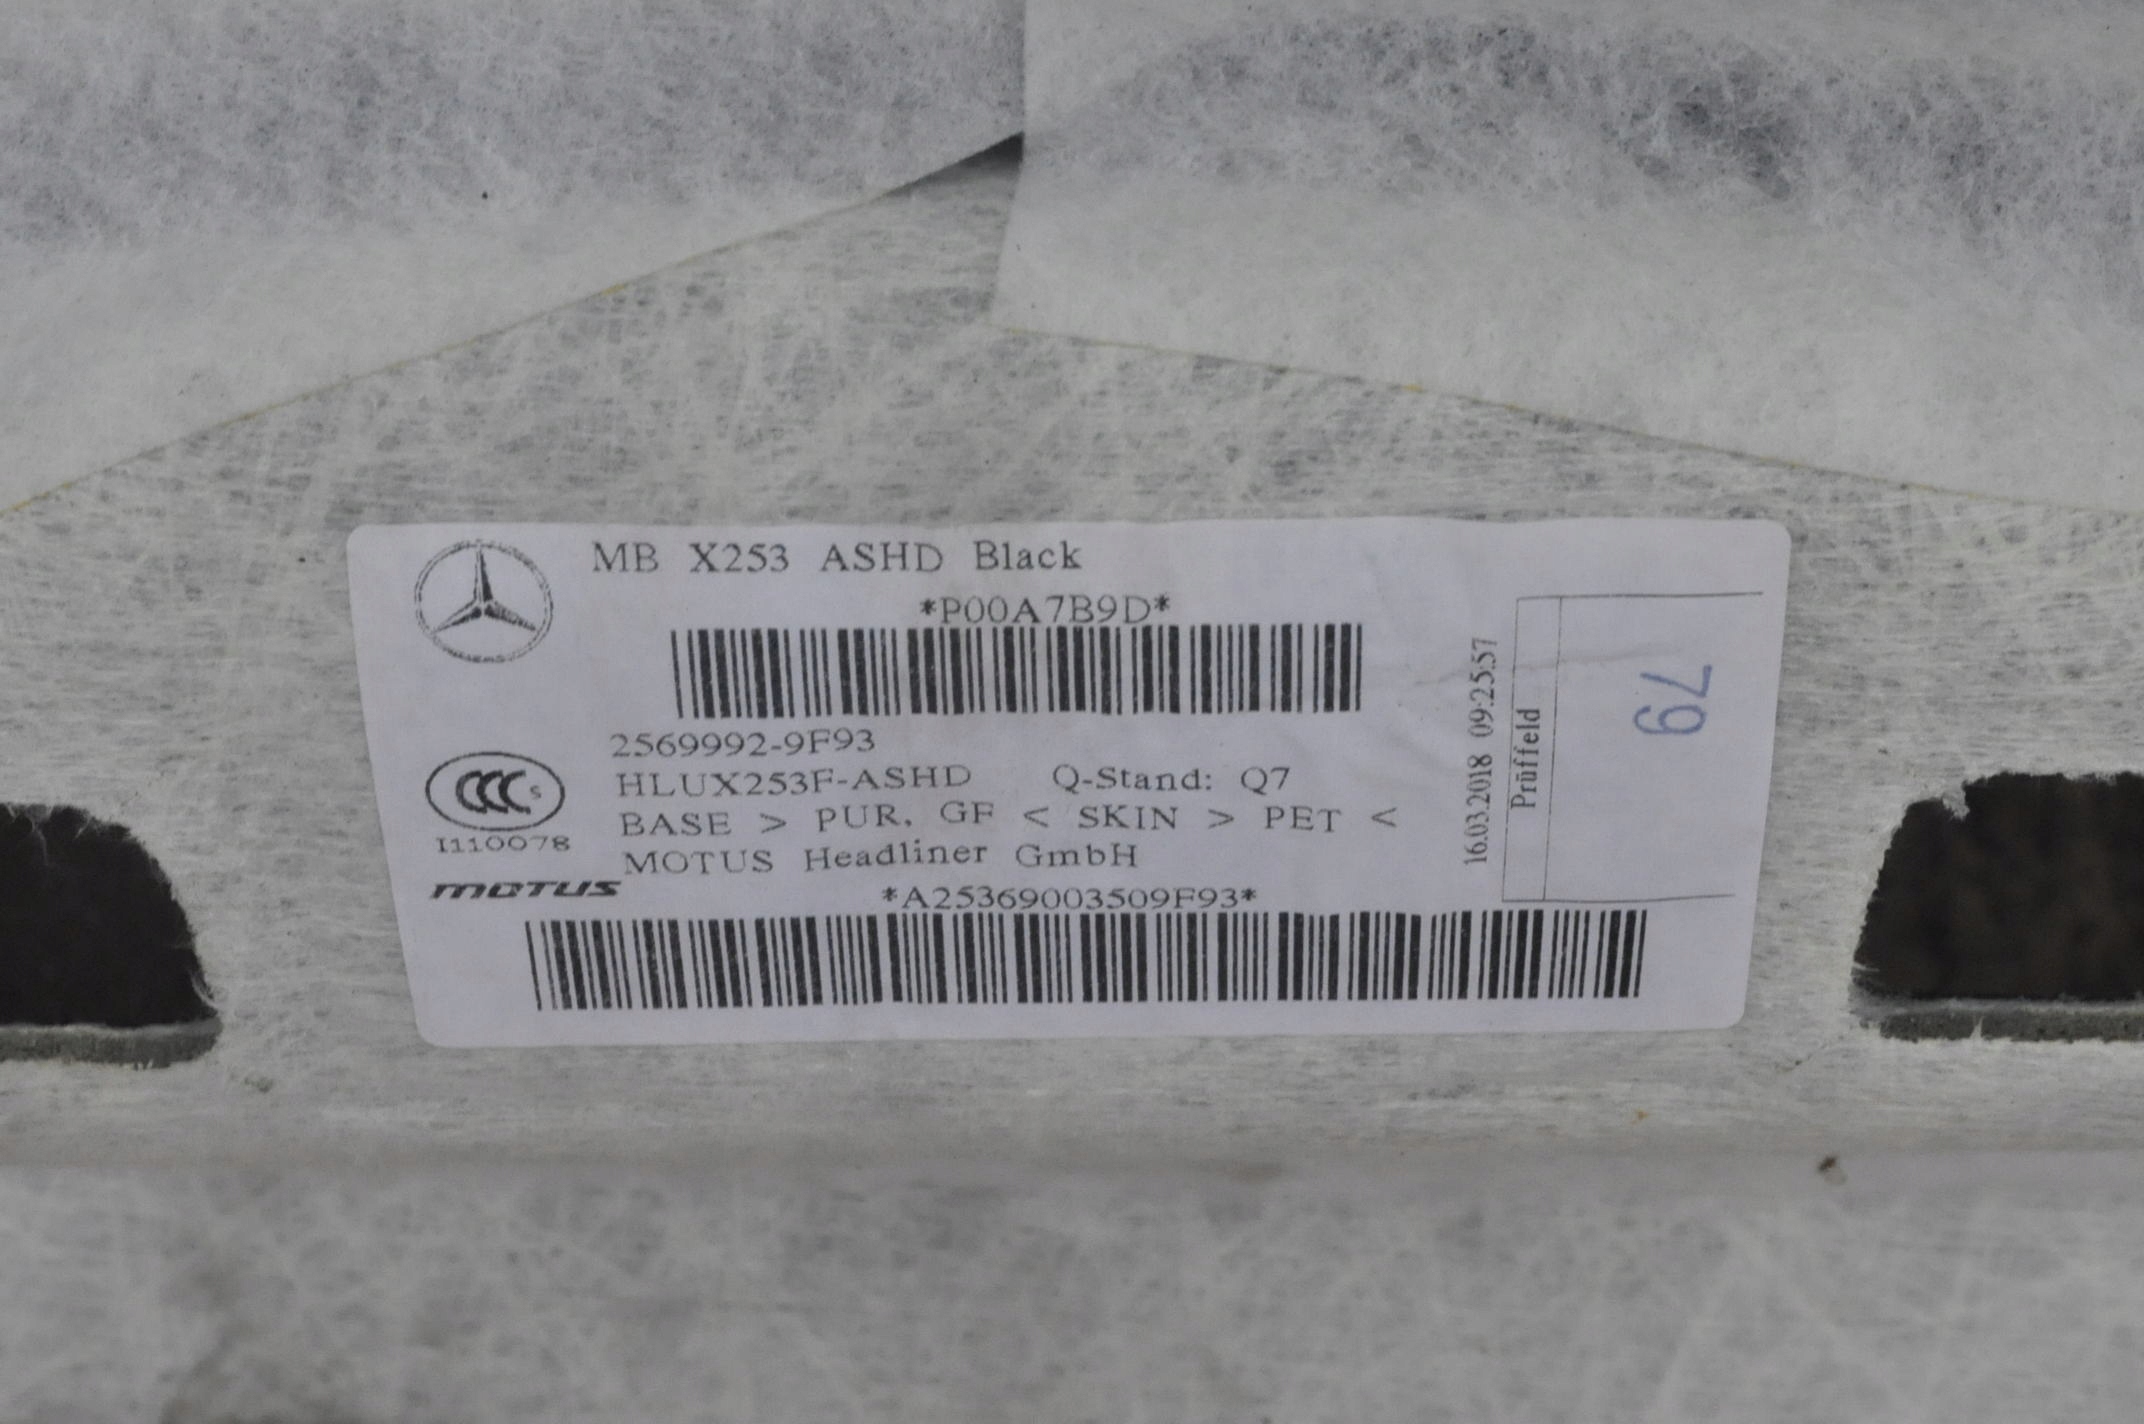 MB X253 ASHD Black
*P00A7B9D*
2569992-9F93
HLUX253F-ASHD Q-Stand: Q7
BASE > PUR, GF < SKIN > PET <
MOTUS Headliner GmbH
*A25369003509F93*
CCC S
I110078
MOTUS
16.03.2018 09:25:57
Prüffeld
79